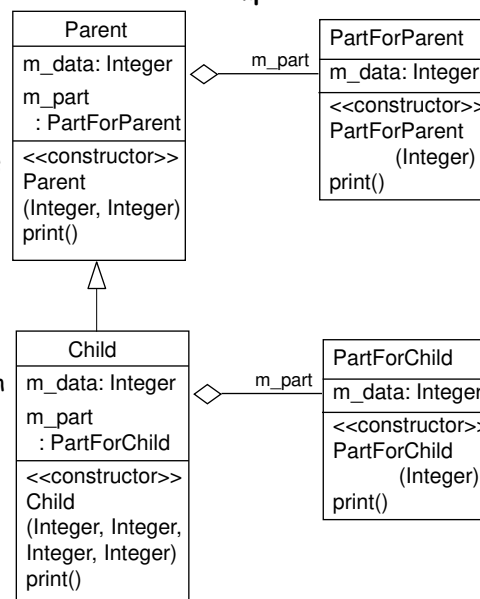 Parent
m_data: Integer
m_part
: PartForParent
<<constructor>>
Parent
(Integer, Integer)
print()
m_part
PartForParent
m_data: Integer
<<constructor>>
PartForParent
(Integer)
print()
Child
m_data: Integer
m_part
: PartForChild
<<constructor>>
Child
(Integer, Integer,
Integer, Integer)
print()
m_part
PartForChild
m_data: Integer
<<constructor>>
PartForChild
(Integer)
print()